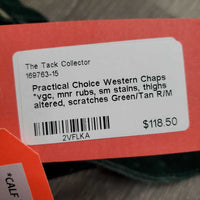 The Tack Collector
169763-15
Practical Choice Western Chaps
*vgc, mnr rubs, sm stains, thighs
altered, scratches Green/Tan R/M
2VFLKA
$118.50
*CALF